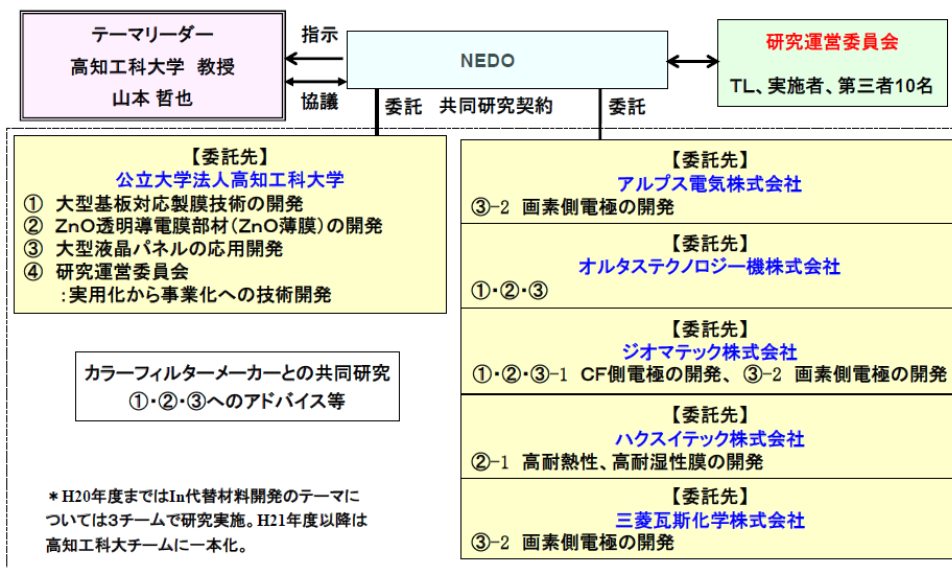 テーマリーダー
高知工科大学 教授
山本 哲也
指示
協議
NEDO
研究運営委員会
TL、実施者、第三者10名
委託 共同研究契約
委託
【委託先】
公立大学法人高知工科大学
① 大型基板対応製膜技術の開発
② ZnO透明導電膜部材(ZnO薄膜)の開発
③ 大型液晶パネルの応用開発
④ 研究運営委員会
:実用化から事業化への技術開発
カラーフィルターメーカーとの共同研究
①・②・③へのアドバイス等
*H20年度まではIn代替材料開発のテーマに
ついては3チームで研究実施。H21年度以降は
高知工科大チームに一本化。
【委託先】
アルプス電気株式会社
③-2 画素側電極の開発
【委託先】
オルタステクノロジー機株式会社
①・②・③
【委託先】
ジオマテック株式会社
①・②・③-1 CF側電極の開発、③-2 画素側電極の開発
【委託先】
ハクスイテック株式会社
②-1 高耐熱性、高耐湿性膜の開発
【委託先】
三菱瓦斯化学株式会社
③-2 画素側電極の開発